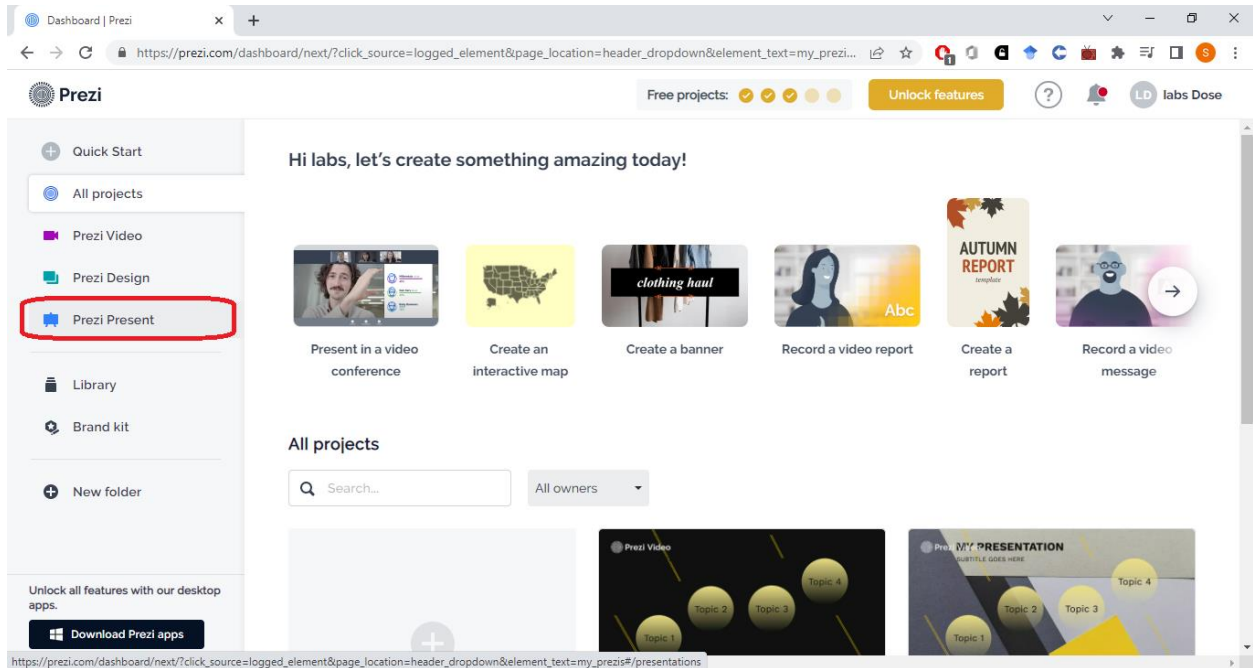 Dashboard | Prezi
https://prezi.com/dashboard/next/?click_source=logged_element&page_location=header_dropdown&element_text=my_prezi...
1
S
Prezi
Free projects:
Unlock features
?
LD
labs Dose
Quick Start
All projects
Prezi Video
Prezi Design
Prezi Present
Library
Brand kit
New folder
Unlock all features with our desktop
apps.
Download Prezi apps
Hi labs, let's create something amazing today!
clothing haul
Abc
AUTUMN
REPORT
template
Present in a video
conference
Create an
interactive map
Create a banner
Record a video report
Create a
report
Record a video
message
All projects
Search...
All owners
Prezi Video
Topic 4
Topic 2
Topic 3
Topic 1
MY PRESENTATION
SUBTITLE GOES HERE
Topic 4
Topic 2
Topic 3
Topic 1
https://prezi.com/dashboard/next/?click_source=logged_element&page_location=header_dropdown&element_text=my_prezis#/presentations